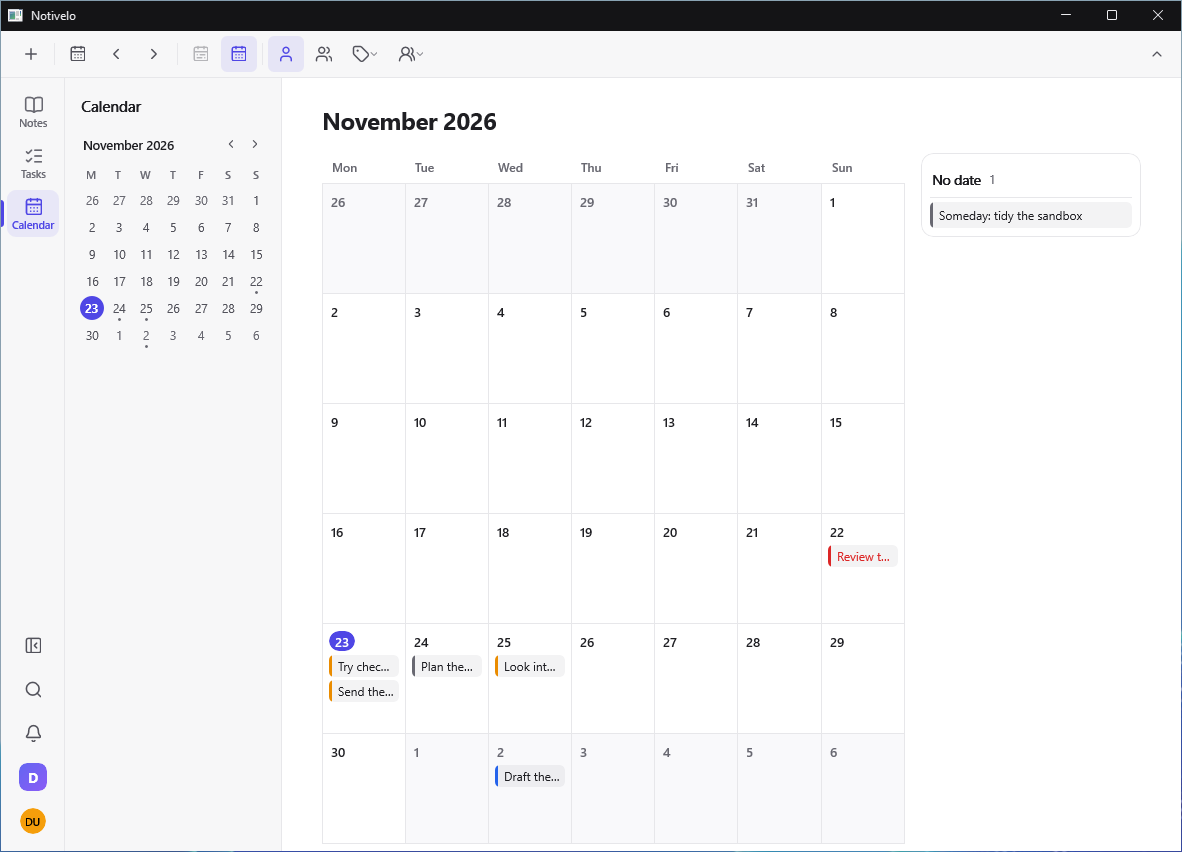 Notivelo
Notes
Tasks
Calendar
D
DU
Calendar
November 2026
M T W T F S S
26 27 28 29 30 31 1
2 3 4 5 6 7 8
9 10 11 12 13 14 15
16 17 18 19 20 21 22
23 24 25 26 27 28 29
30 1 2 3 4 5 6
November 2026
Mon Tue Wed Thu Fri Sat Sun
26 27 28 29 30 31 1
2 3 4 5 6 7 8
9 10 11 12 13 14 15
16 17 18 19 20 21 22
Review t...
23 24 25 26 27 28 29
Try chec... Plan the... Look int...
Send the...
30 1 2 3 4 5 6
Draft the...
No date 1
Someday: tidy the sandbox